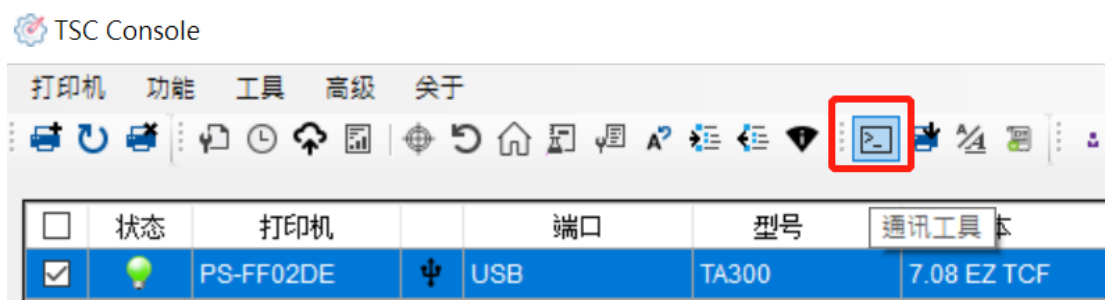 TSC Console
打印机 功能 工具 高级 关于
状态 打印机 端口 型号 通讯工具 本
PS-FF02DE USB TA300 7.08 EZ TCF